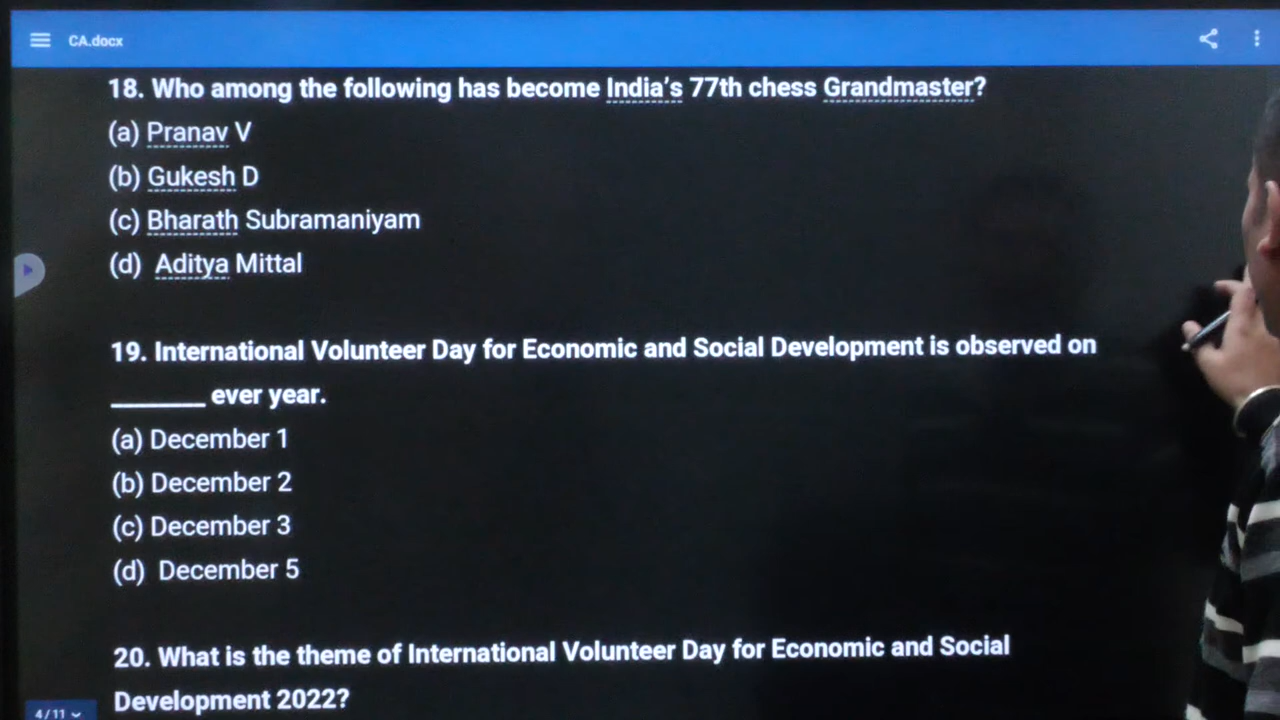 CA.docx
18. Who among the following has become India's 77th chess Grandmaster?
(a) Pranav V
(b) Gukesh D
(c) Bharath Subramaniyam
(d) Aditya Mittal
19. International Volunteer Day for Economic and Social Development is observed on
_______ ever year.
(a) December 1
(b) December 2
(c) December 3
(d) December 5
20. What is the theme of International Volunteer Day for Economic and Social
Development 2022?
4/11